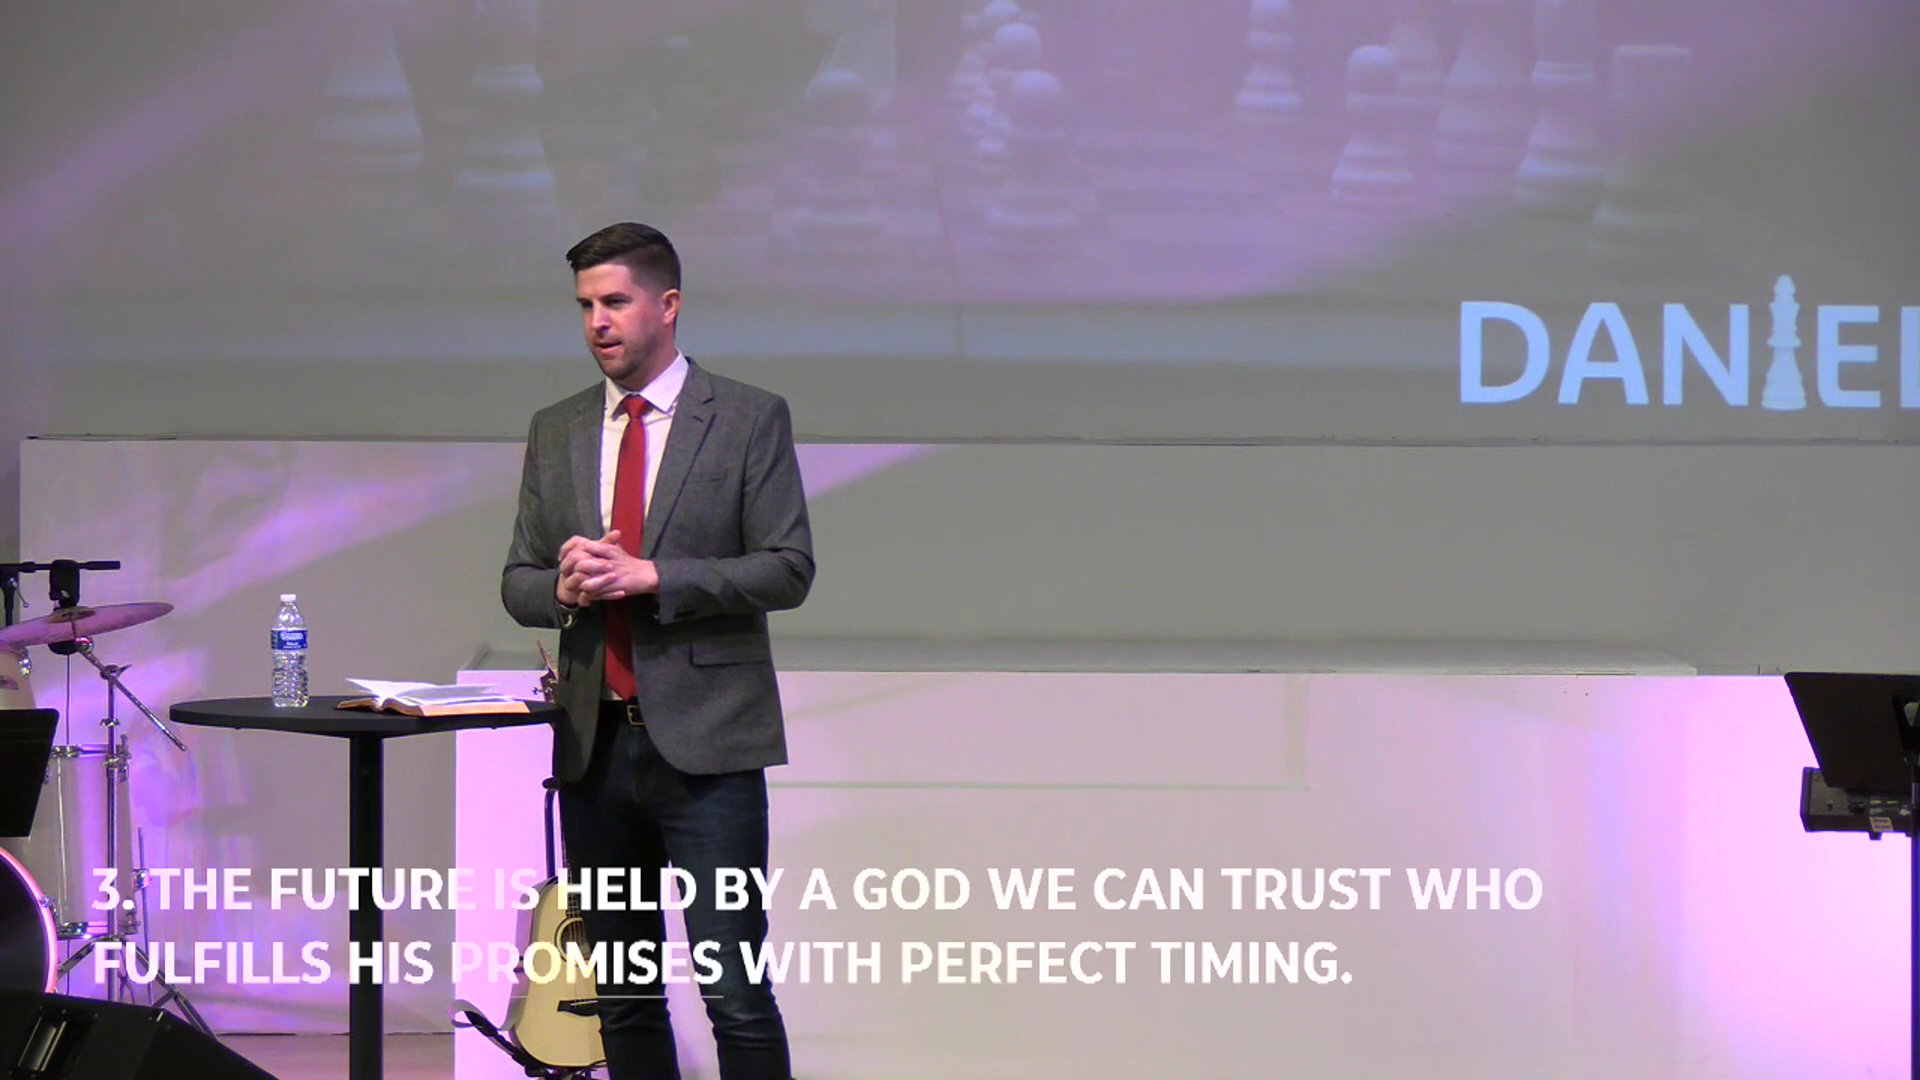 DANIEL
3. THE FUTURE IS HELD BY A GOD WE CAN TRUST WHO
FULFILLS HIS PROMISES WITH PERFECT TIMING.